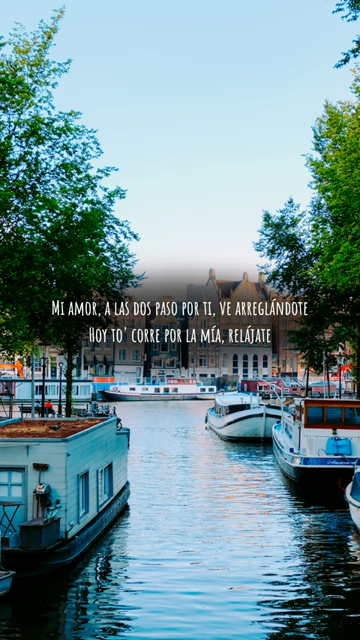 Mi amor, a las dos paso por ti, ve arreglándote
Hoy to' corre por la mía, relájate